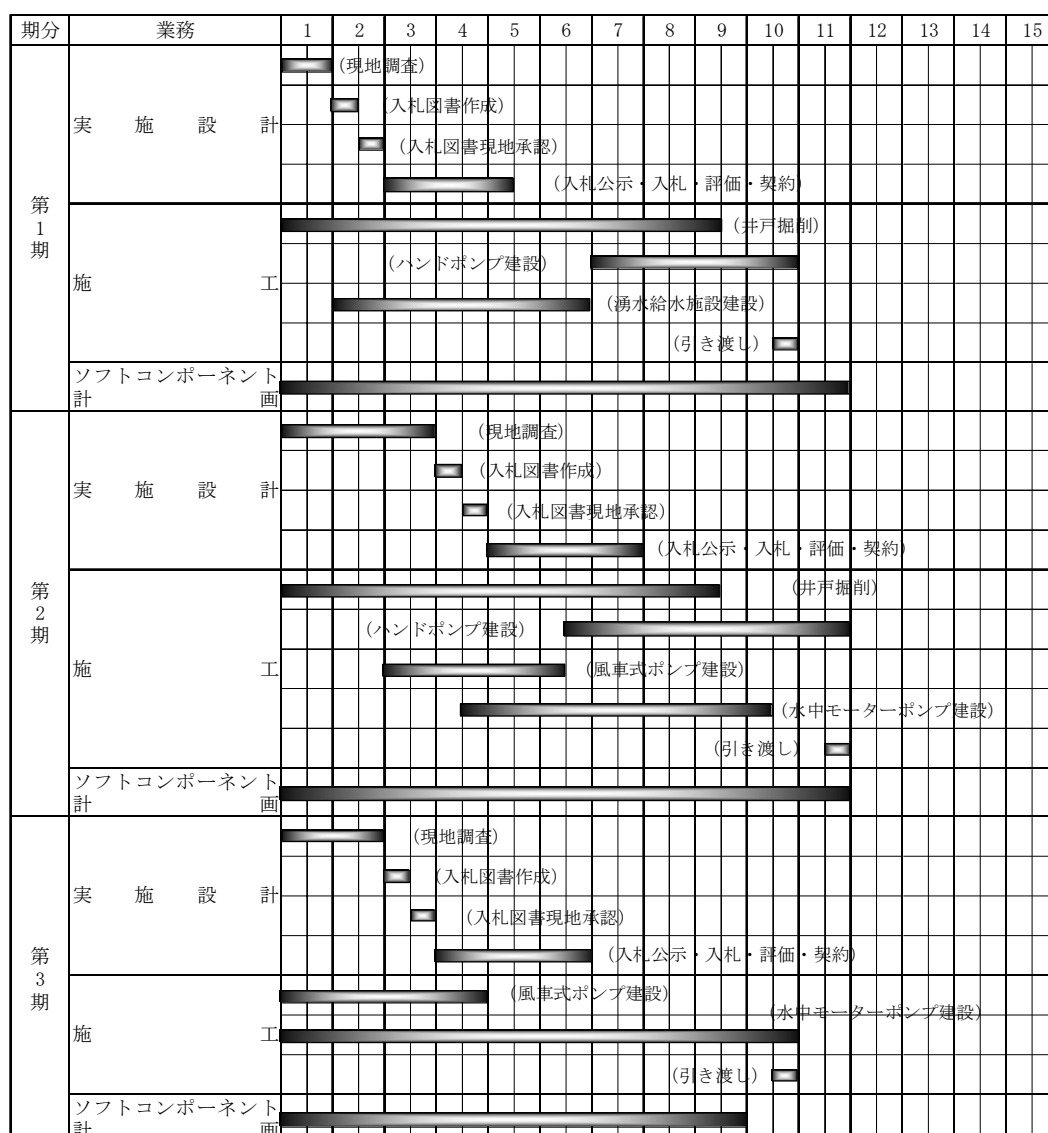 期分 業務 1 2 3 4 5 6 7 8 9 10 11 12 13 14 15
第1期
実施設計
(現地調査)
(入札図書作成)
(入札図書現地承認)
(入札公示・入札・評価・契約)
施工
(井戸掘削)
(ハンドポンプ建設)
(湧水給水施設建設)
(引き渡し)
ソフトコンポーネント
計画
第2期
実施設計
(現地調査)
(入札図書作成)
(入札図書現地承認)
(入札公示・入札・評価・契約)
施工
(井戸掘削)
(ハンドポンプ建設)
(風車式ポンプ建設)
(水中モーターポンプ建設)
(引き渡し)
ソフトコンポーネント
計画
第3期
実施設計
(現地調査)
(入札図書作成)
(入札図書現地承認)
(入札公示・入札・評価・契約)
施工
(風車式ポンプ建設)
(水中モーターポンプ建設)
(引き渡し)
ソフトコンポーネント
計画